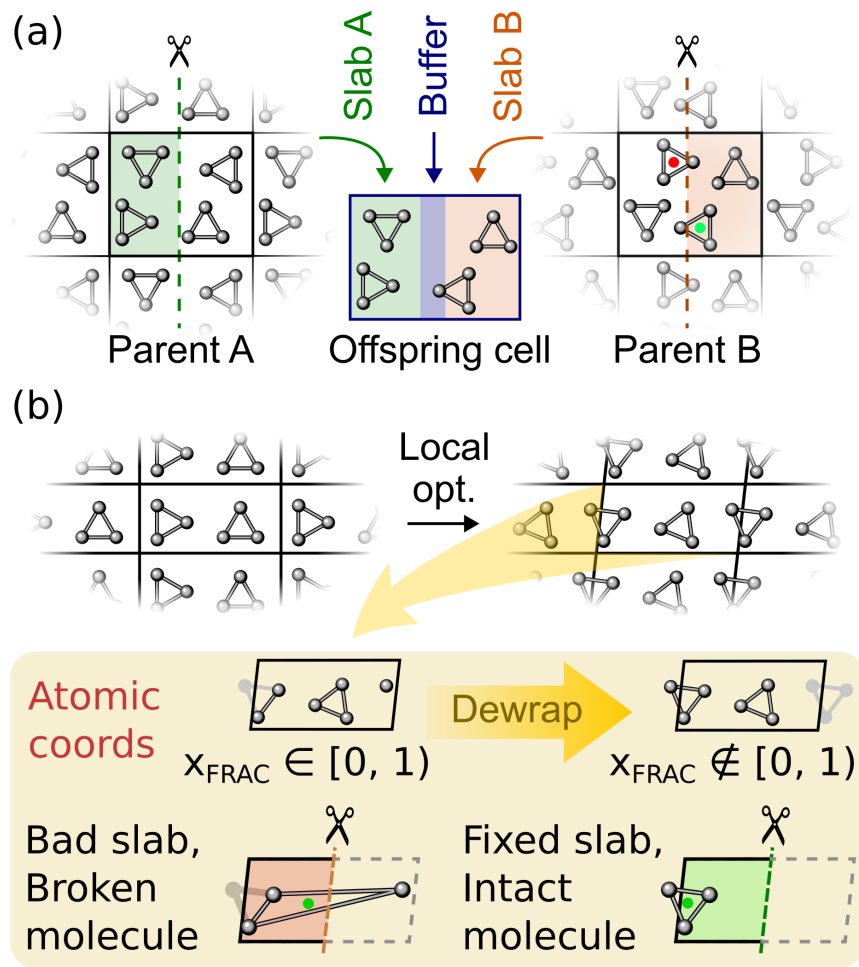 (a)
Slab A
Buffer
Slab B
Parent A
Offspring cell
Parent B
(b)
Local
opt.
Atomic
coords
Dewrap
x_FRAC ∈ [0, 1)
x_FRAC ∉ [0, 1)
Bad slab,
Broken
molecule
Fixed slab,
Intact
molecule